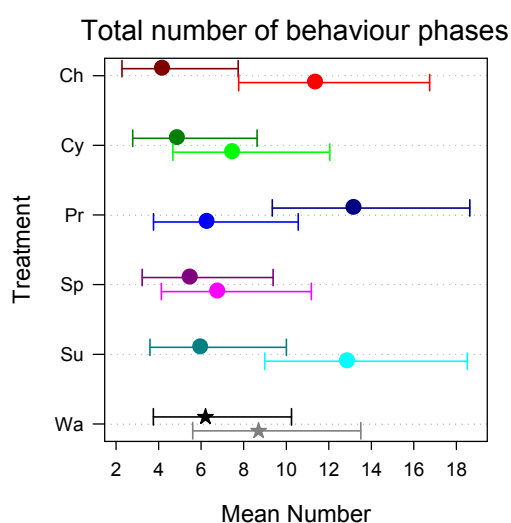 Total number of behaviour phases
Ch
Cy
Pr
Sp
Su
Wa
Treatment
2 4 6 8 10 12 14 16 18
Mean Number